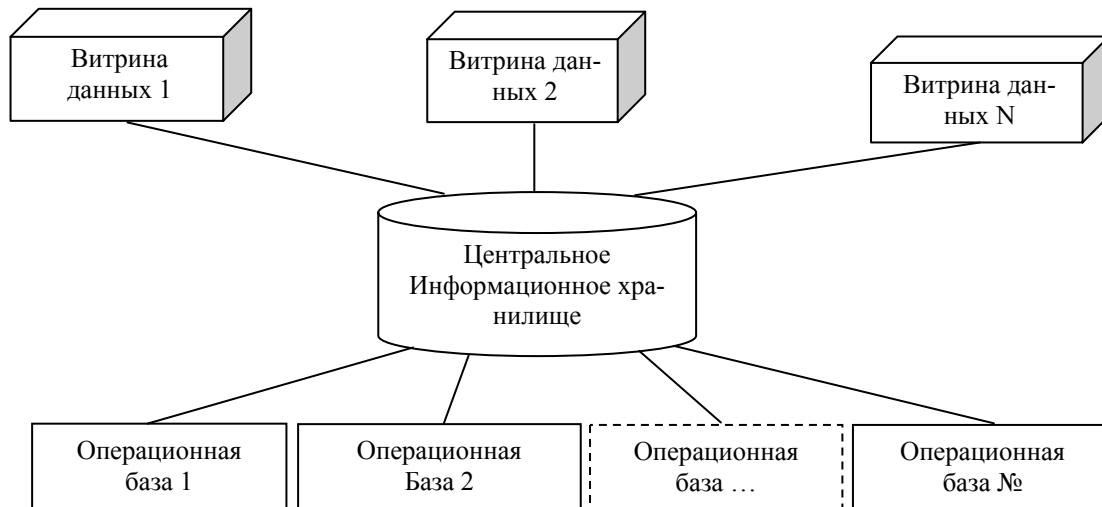 Витрина
данных 1
Витрина дан-
ных 2
Витрина дан-
ных N
Центральное
Информационное хра-
нилище
Операционная
база 1
Операционная
База 2
Операционная
база …
Операционная
база №